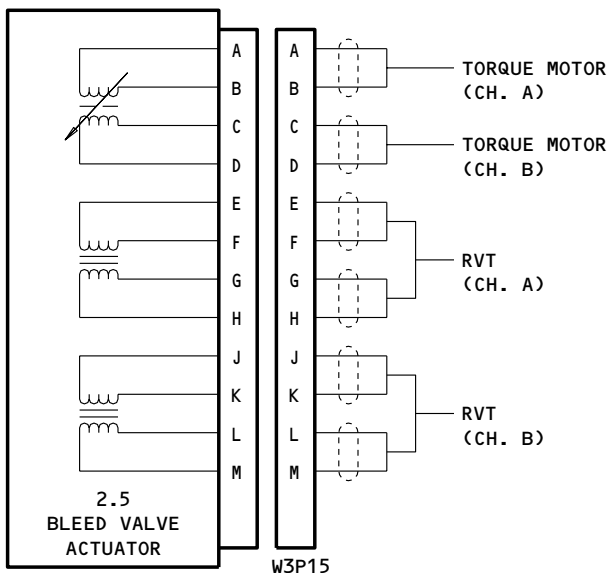 A
B
C
D
E
F
G
H
J
K
L
M
A
B
C
D
E
F
G
H
J
K
L
M
TORQUE MOTOR
(CH. A)
TORQUE MOTOR
(CH. B)
RVT
(CH. A)
RVT
(CH. B)
2.5
BLEED VALVE
ACTUATOR
W3P15